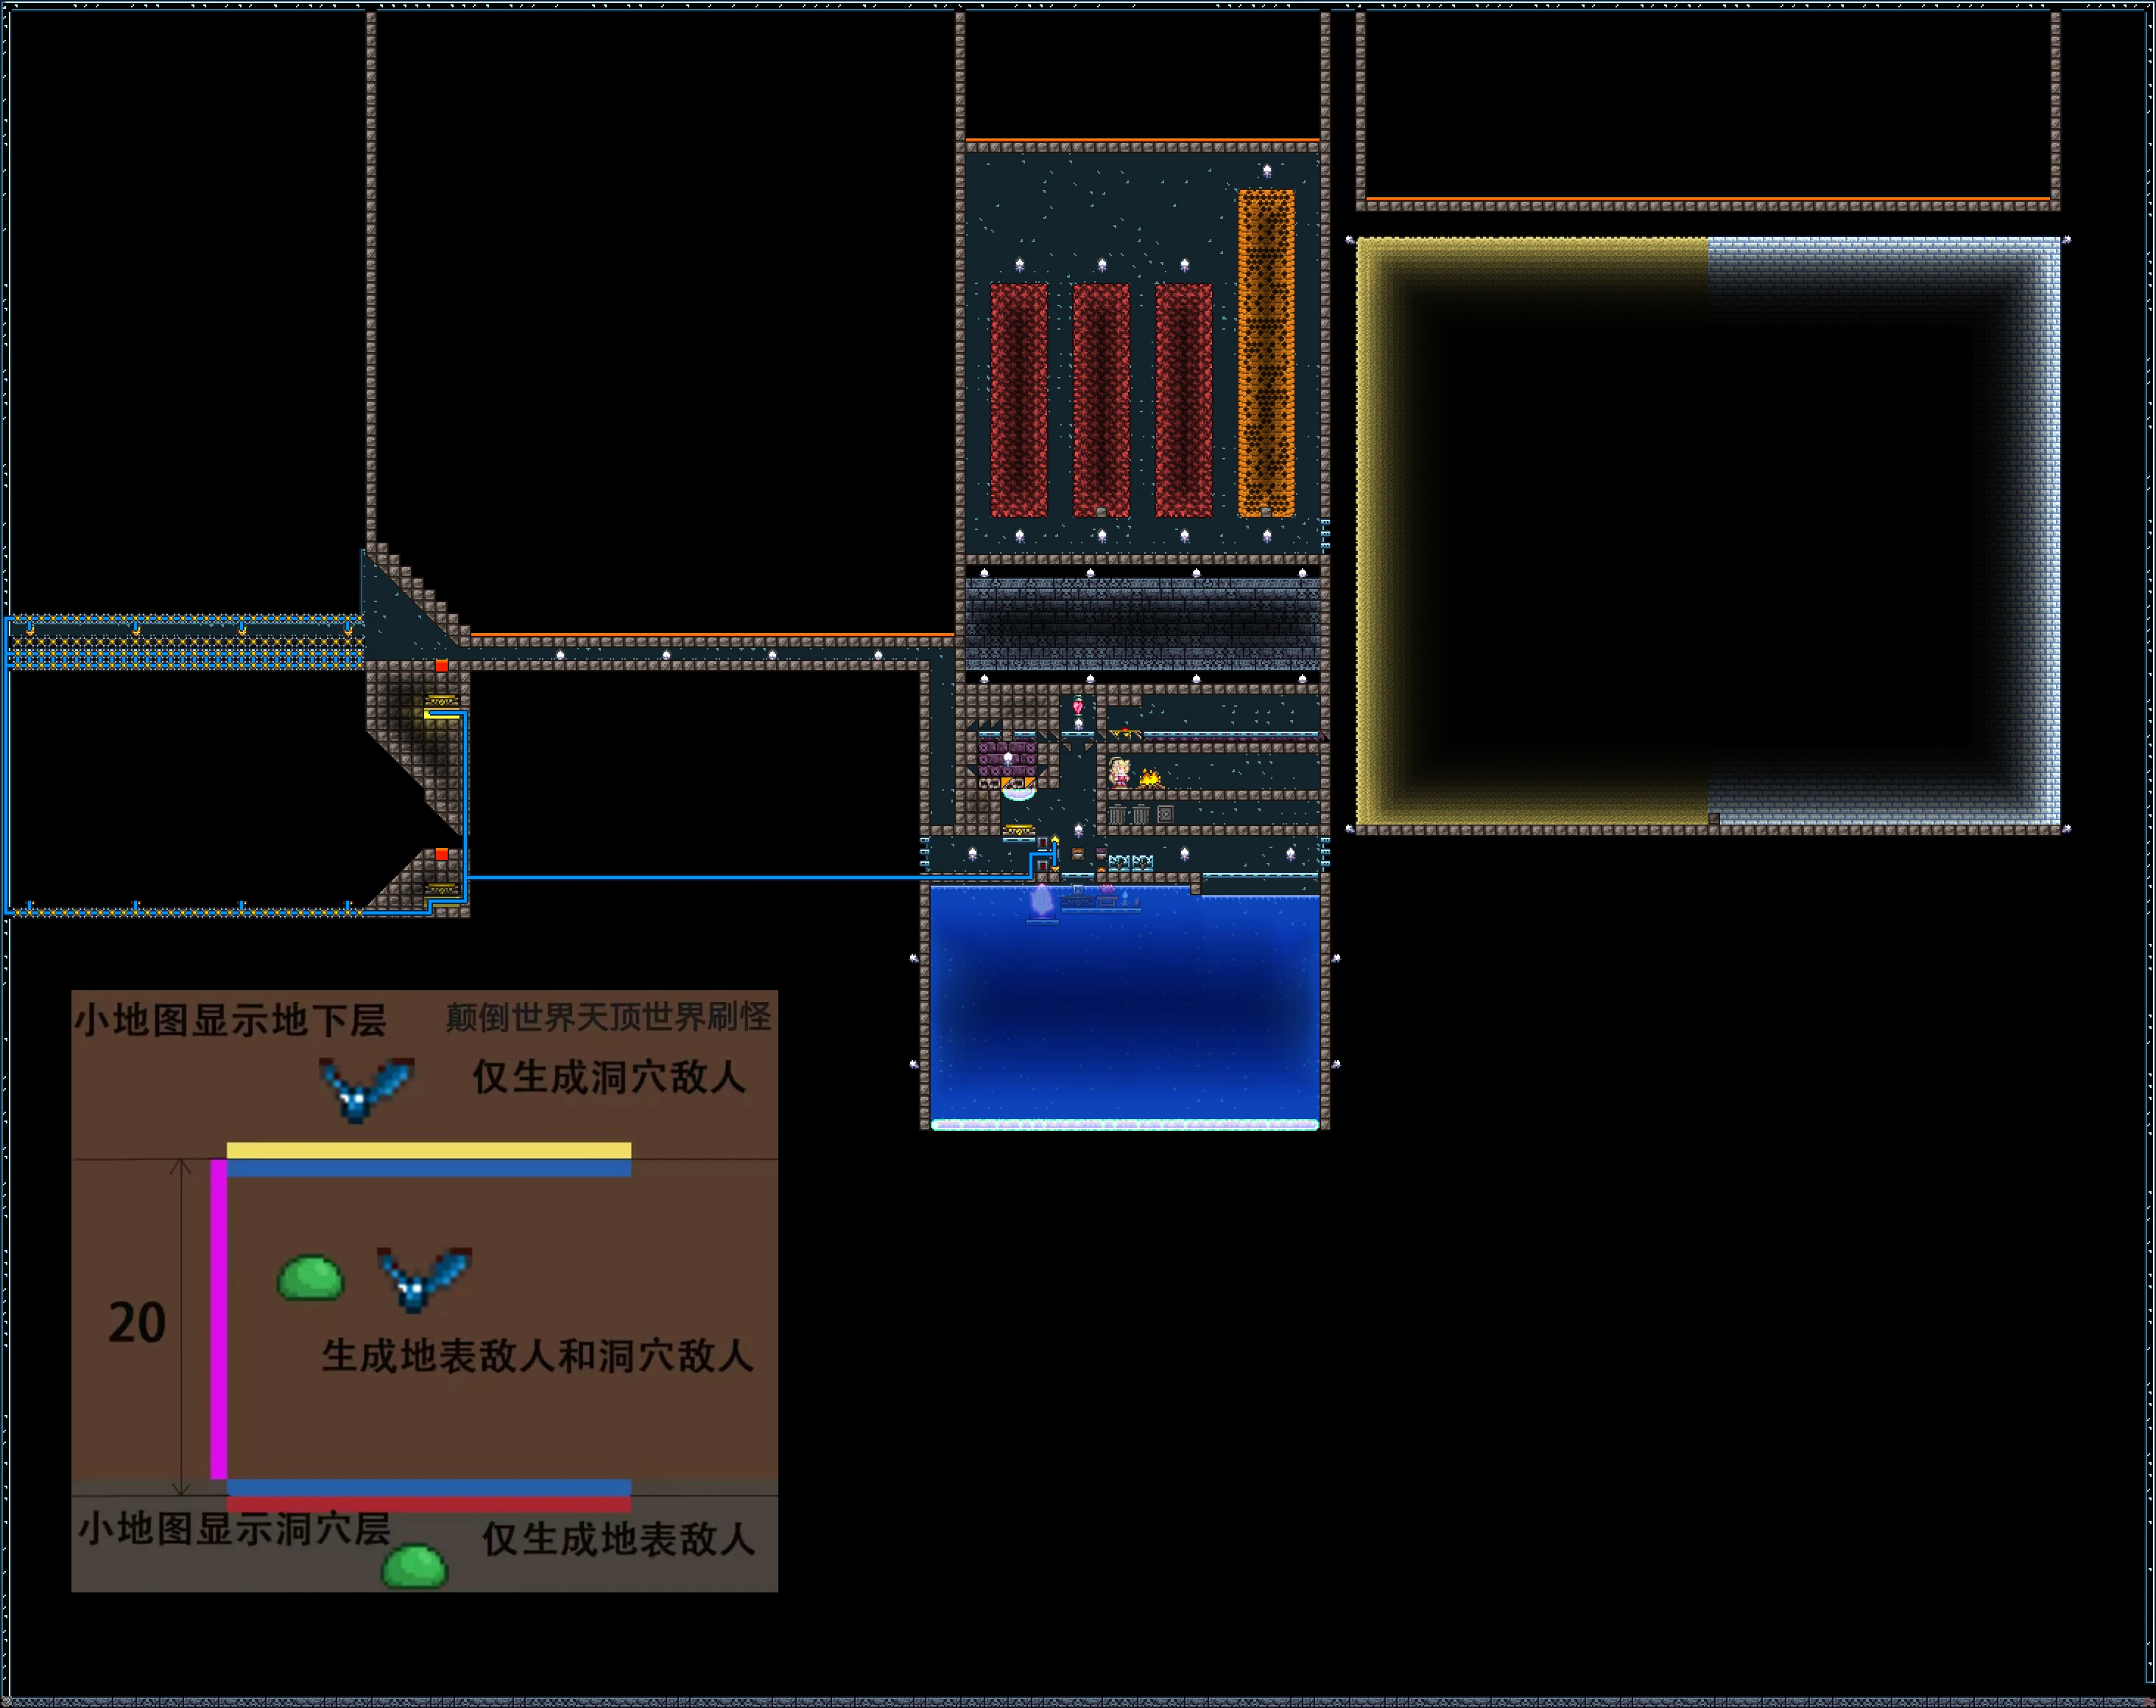 小地图显示地下层
颠倒世界天顶世界刷怪
仅生成洞穴敌人
20
生成地表敌人和洞穴敌人
小地图显示洞穴层
仅生成地表敌人